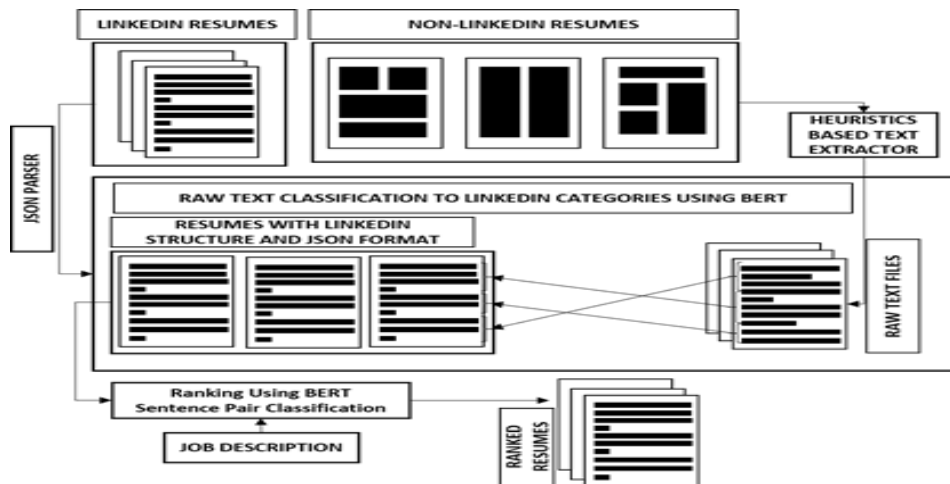 LINKEDIN RESUMES
NON-LINKEDIN RESUMES
HEURISTICS
BASED TEXT
EXTRACTOR
JSON PARSER
RAW TEXT CLASSIFICATION TO LINKEDIN CATEGORIES USING BERT
RESUMES WITH LINKEDIN
STRUCTURE AND JSON FORMAT
RAW TEXT FILES
Ranking Using BERT
Sentence Pair Classification
JOB DESCRIPTION
RANKED
RESUMES